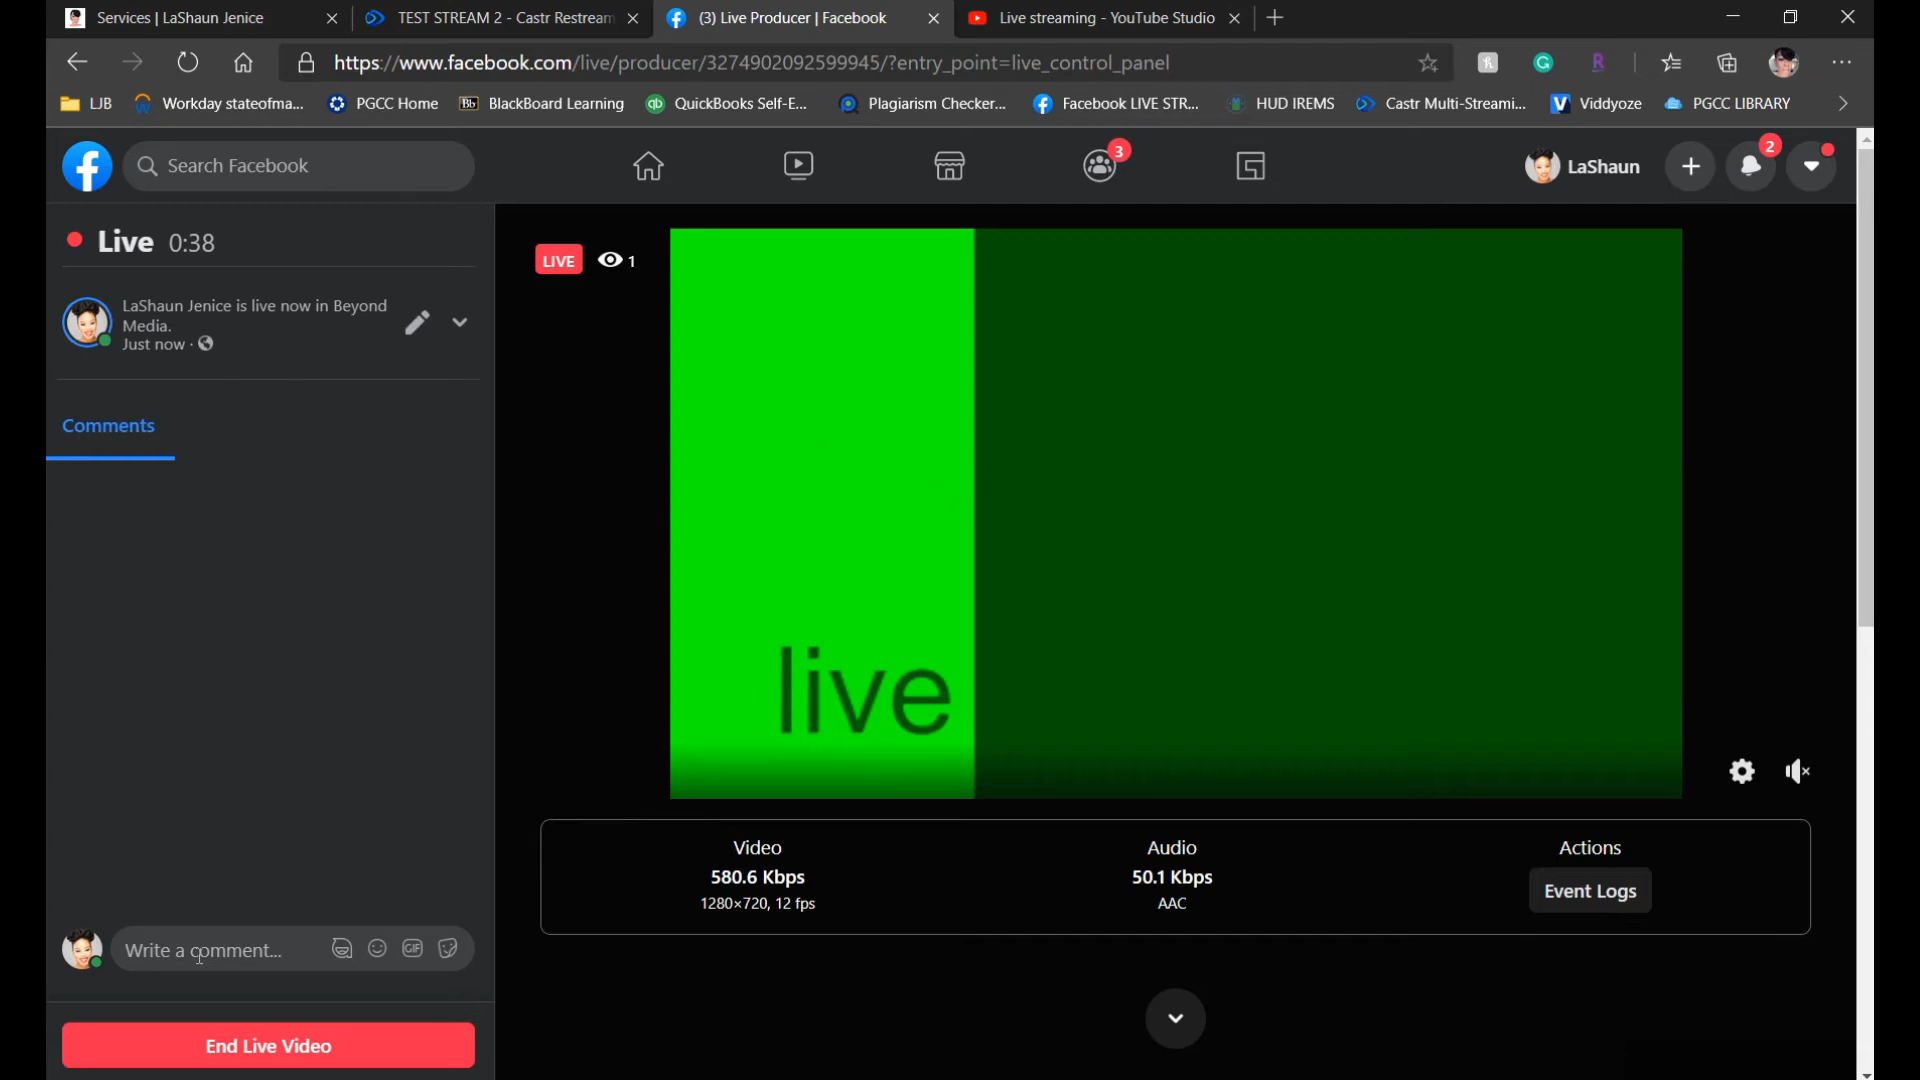 Services | LaShaun Jenice
TEST STREAM 2 - Castr Restream
(3) Live Producer | Facebook
Live streaming - YouTube Studio
https://www.facebook.com/live/producer/3274902092599945/?entry_point=live_control_panel
LJB
Workday stateofma...
PGCC Home
Bb
BlackBoard Learning
qb
QuickBooks Self-E...
Plagiarism Checker...
Facebook LIVE STR...
HUD IREMS
Castr Multi-Streami...
V
Viddyoze
PGCC LIBRARY
Search Facebook
3
LaShaun
2
Live 0:38
LIVE
1
LaShaun Jenice is live now in Beyond
Media.
Just now ·
Comments
live
Video
580.6 Kbps
1280×720, 12 fps
Audio
50.1 Kbps
AAC
Actions
Event Logs
Write a comment...
GIF
End Live Video